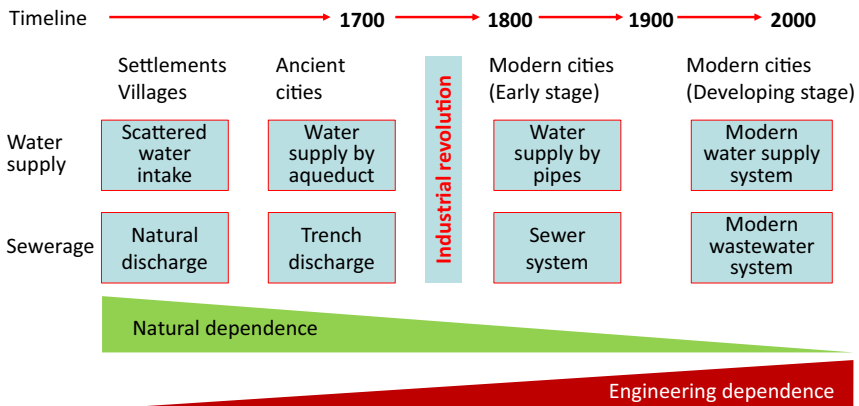 Timeline 1700 1800 1900 2000
Settlements
Villages
Ancient
cities
Industrial revolution
Modern cities
(Early stage)
Modern cities
(Developing stage)
Water
supply
Scattered
water
intake
Water
supply by
aqueduct
Water
supply by
pipes
Modern
water supply
system
Sewerage
Natural
discharge
Trench
discharge
Sewer
system
Modern
wastewater
system
Natural dependence
Engineering dependence